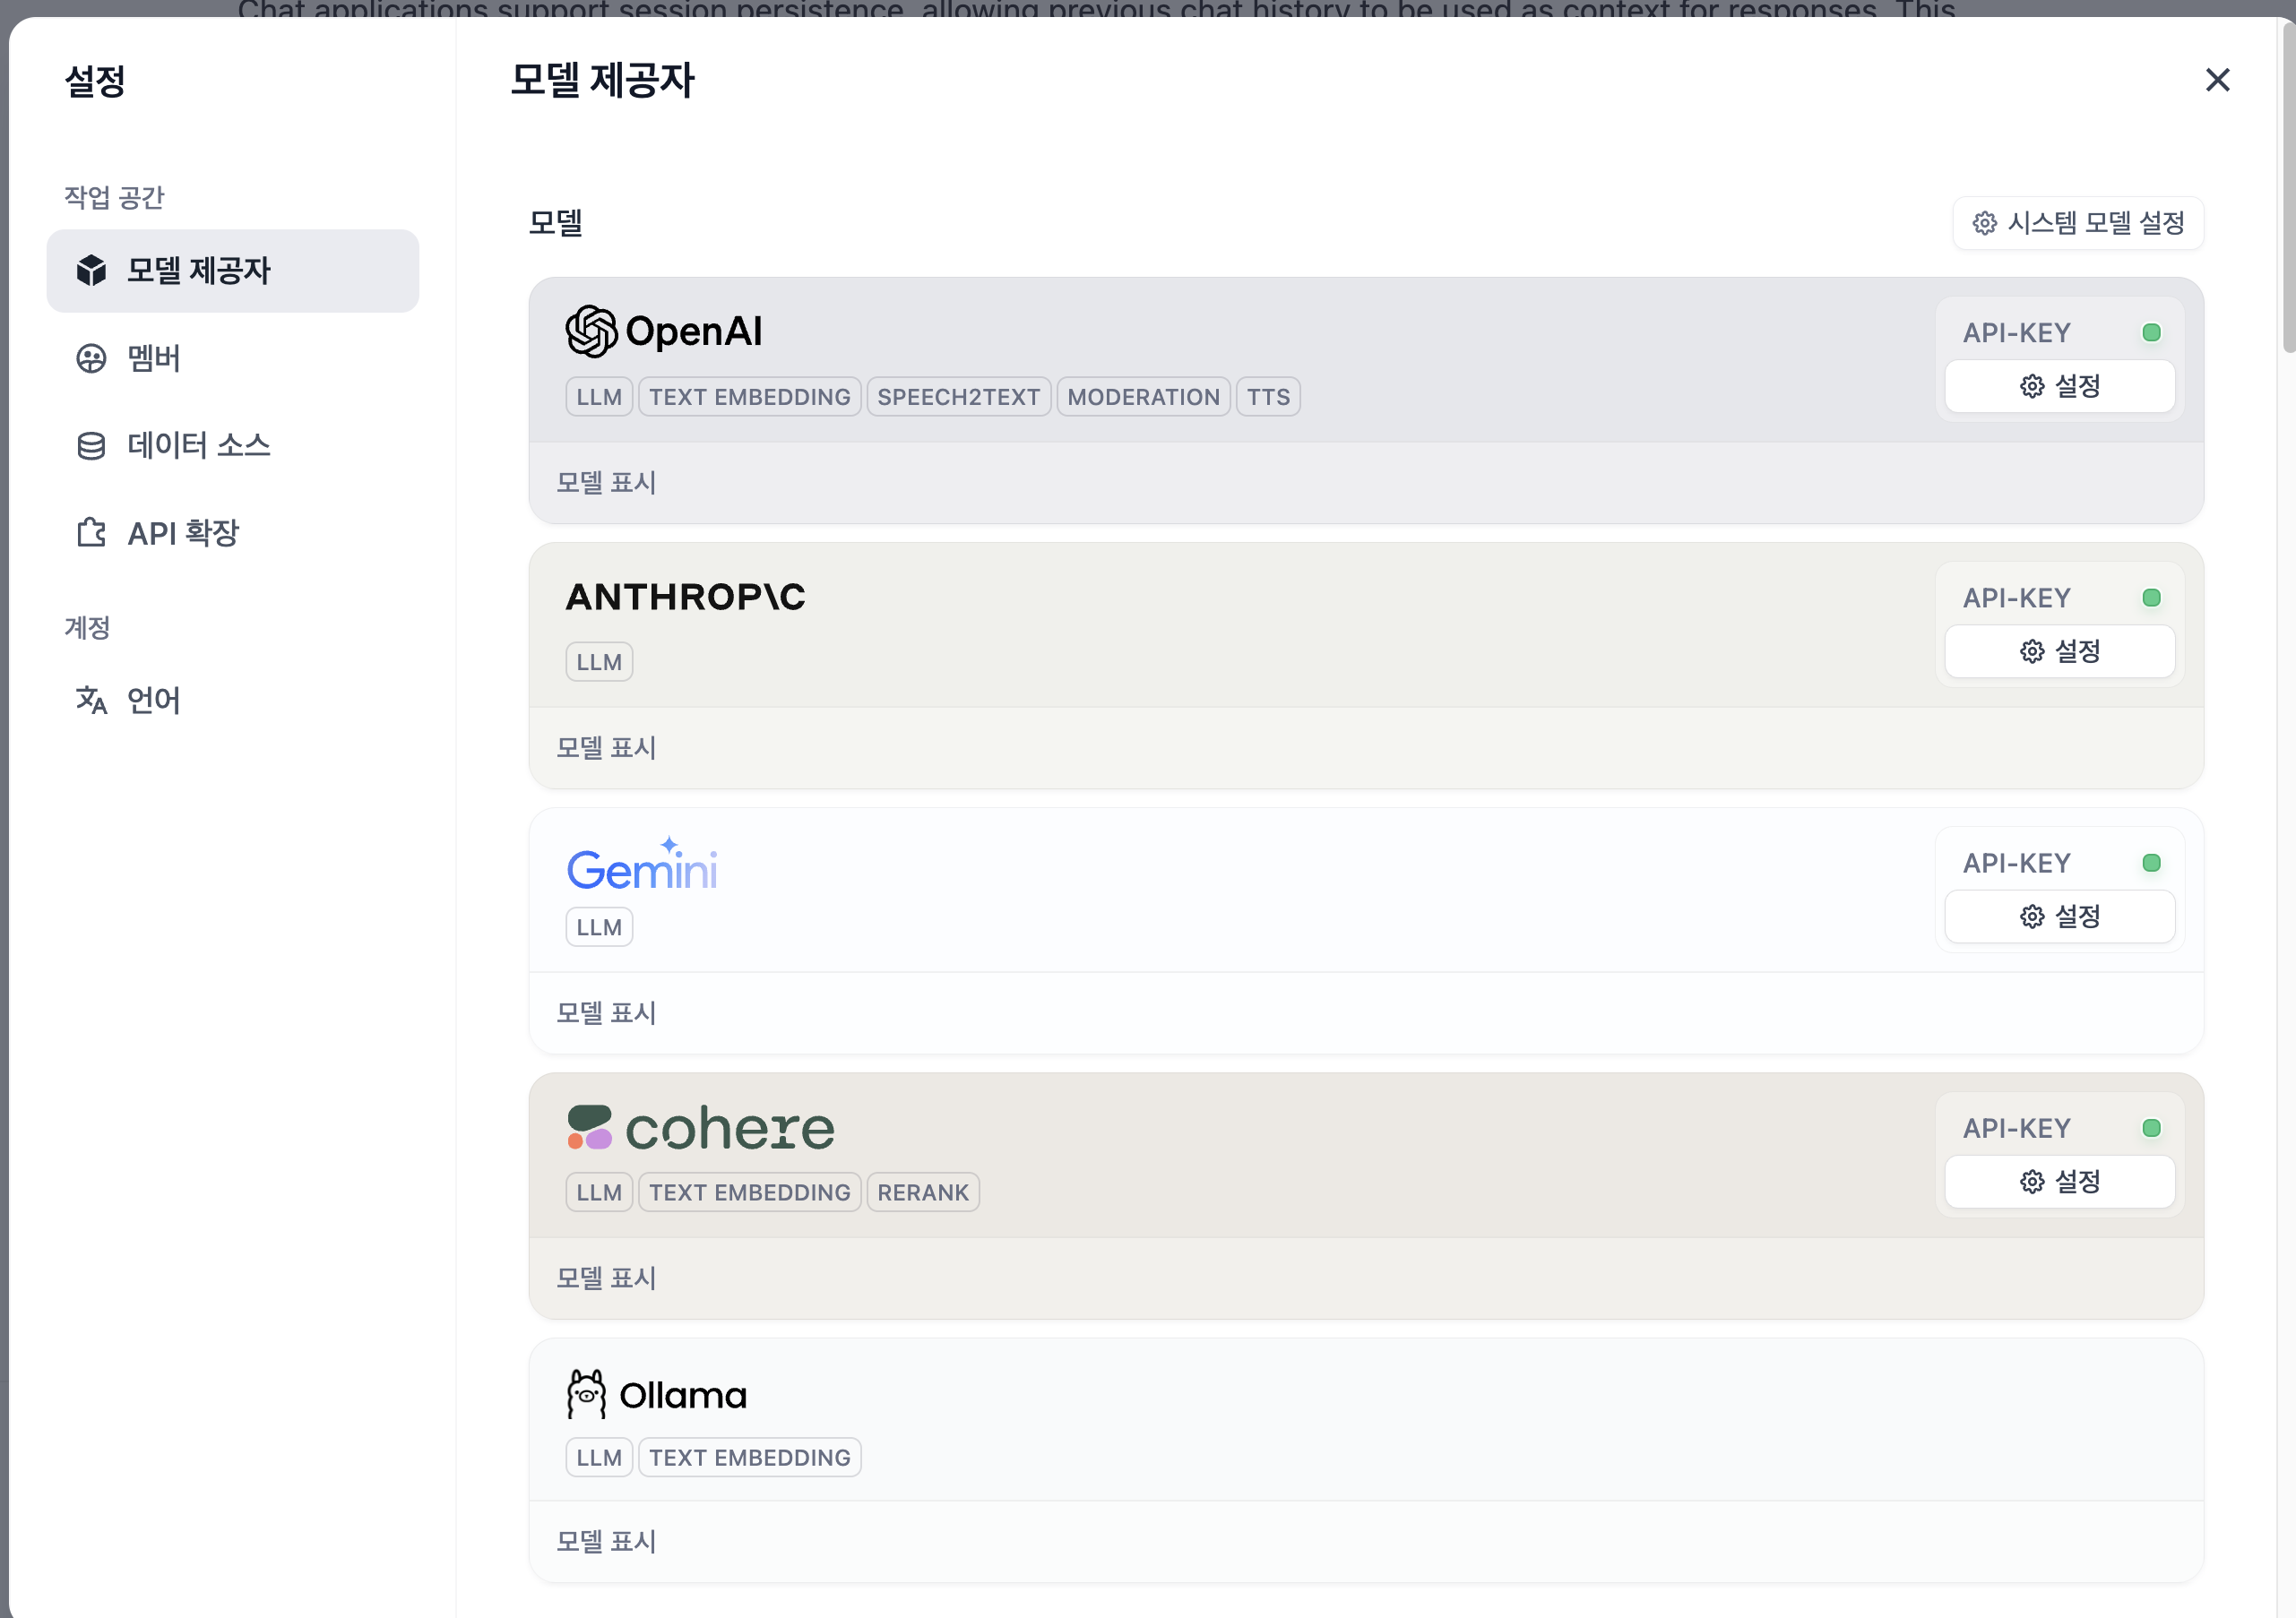 Chat applications support session persistence, allowing previous chat history to be used as context for responses. This
설정
작업 공간
모델 제공자
멤버
데이터 소스
API 확장
계정
언어
모델 제공자
모델
시스템 모델 설정
OpenAI
LLM TEXT EMBEDDING SPEECH2TEXT MODERATION TTS
API-KEY
설정
모델 표시
ANTHROP\C
LLM
API-KEY
설정
모델 표시
Gemini
LLM
API-KEY
설정
모델 표시
cohere
LLM TEXT EMBEDDING RERANK
API-KEY
설정
모델 표시
Ollama
LLM TEXT EMBEDDING
모델 표시